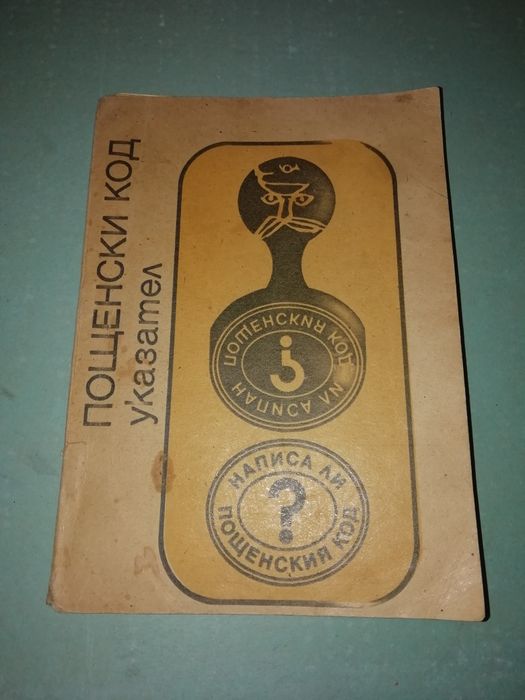 ПОЩЕНСКИ КОД
указател
НАПИСА ЛИ
ПОЩЕНСКИЯ КОД
?
НАПИСА ЛИ
?
ПОЩЕНСКИЯ КОД